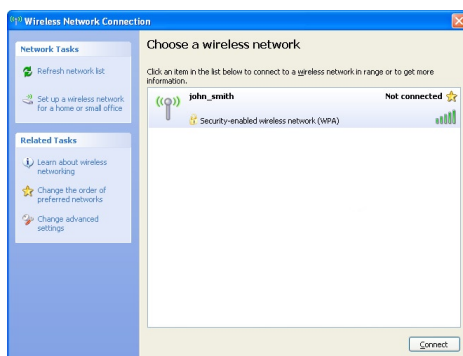 Wireless Network Connection
Network Tasks
Refresh network list
Set up a wireless network
for a home or small office
Related Tasks
Learn about wireless
networking
Change the order of
preferred networks
Change advanced
settings
Choose a wireless network
Click an item in the list below to connect to a wireless network in range or to get more
information.
john_smith
Not connected
Security-enabled wireless network (WPA)
Connect